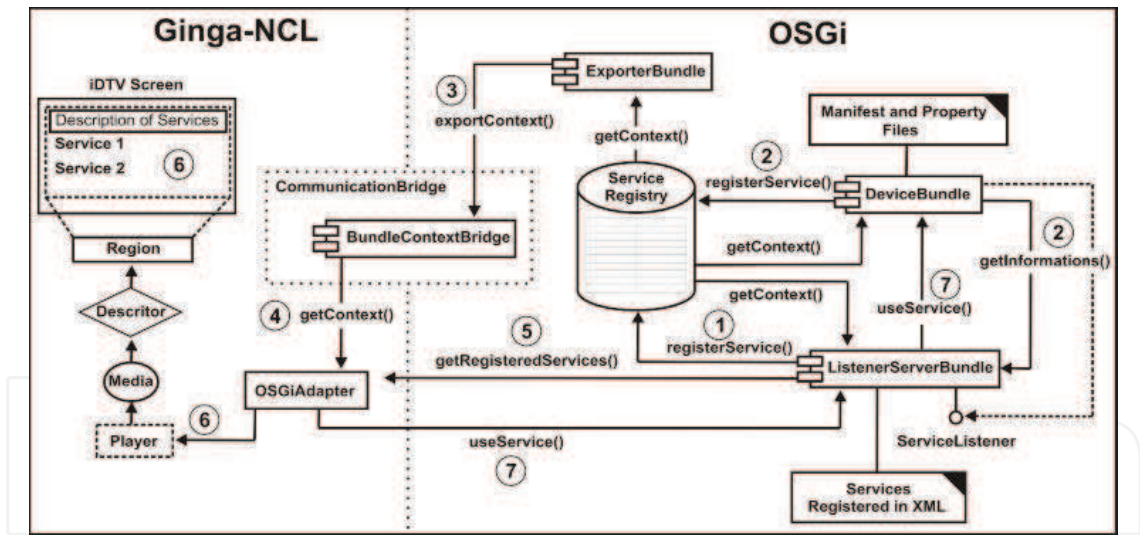 Ginga-NCL
OSGi
iDTV Screen
Description of Services
Service 1
Service 2
6
Region
Descritor
Media
Player
6
3
exportContext()
ExporterBundle
getContext()
CommunicationBridge
BundleContextBridge
4
getContext()
OSGiAdapter
Service
Registry
2
registerService()
Manifest and Property
Files
DeviceBundle
2
getInformations()
getContext()
getContext()
7
useService()
1
registerService()
5
getRegisteredServices()
ListenerServerBundle
useService()
7
ServiceListener
Services
Registered in XML